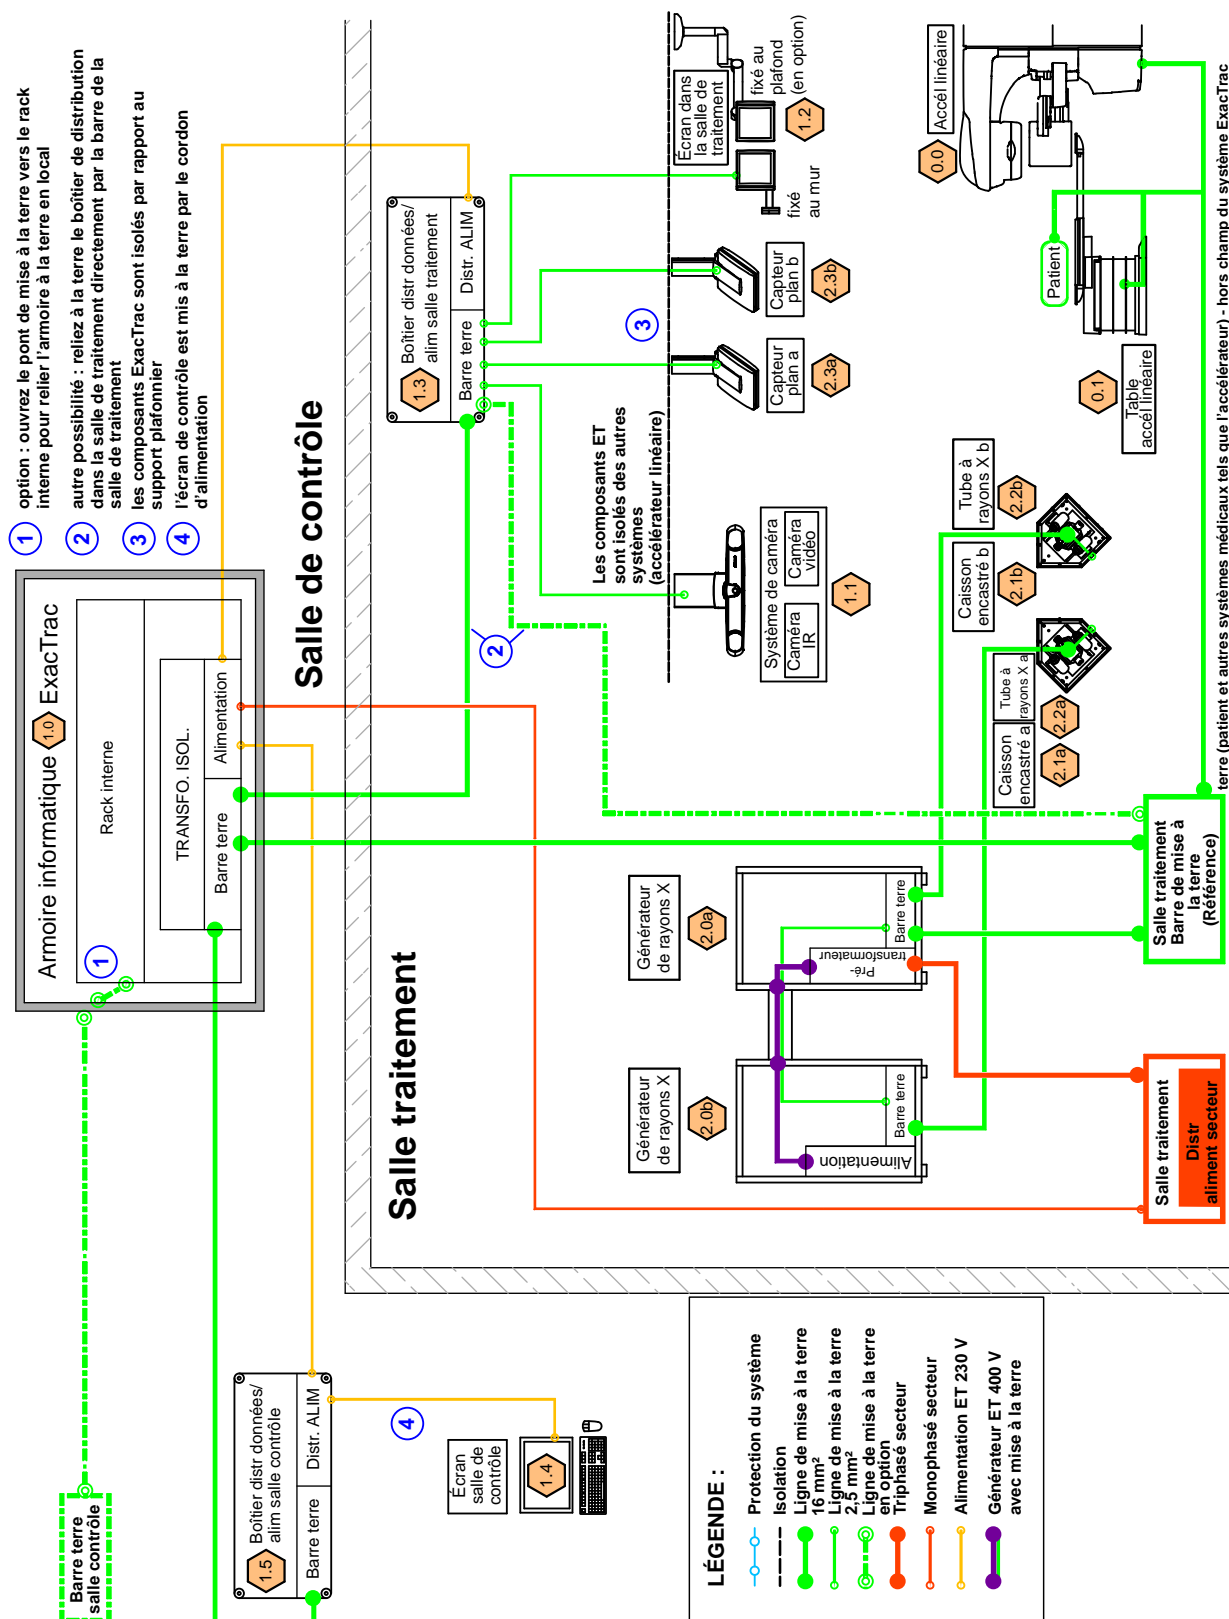 1
option : ouvrez le pont de mise à la terre vers le rack
interne pour relier l'armoire à la terre en local
2
autre possibilité : reliez à la terre le boîtier de distribution
dans la salle de traitement directement par la barre de la
salle de traitement
3
les composants ExacTrac sont isolés par rapport au
support plafonnier
4
l'écran de contrôle est mis à la terre par le cordon
d'alimentation
Armoire informatique 1.0 ExacTrac
1
Rack interne
TRANSFO. ISOL.
Barre terre
Alimentation
Barre terre
salle contrôle
1.5
Boîtier distr données/
alim salle contrôle
Barre terre
Distr. ALIM
4
Écran
salle de
contrôle
1.4
Salle de contrôle
Salle traitement
1.3
Boîtier distr données/
alim salle traitement
Barre terre
Distr. ALIM
2
Les composants ET
sont isolés des autres
systèmes
(accélérateur linéaire)
3
Système de caméra
Caméra
IR
Caméra
vidéo
1.1
Capteur
plan a
2.3a
Capteur
plan b
2.3b
Écran dans
la salle de
traitement
fixé
au mur
1.2
fixé au
plafond
(en option)
Générateur
de rayons X
2.0b
Alimentation
Barre terre
Générateur
de rayons X
2.0a
Pré-
transformateur
Barre terre
Caisson
encastré a
2.1a
Tube à
rayons X a
2.2a
Caisson
encastré b
2.1b
Tube à
rayons X b
2.2b
0.1
Table
accél linéaire
Patient
0.0
Accél linéaire
Salle traitement
Distr
aliment secteur
Salle traitement
Barre de mise à
la terre
(Référence)
terre (patient et autres systèmes médicaux tels que l'accélérateur) - hors champ du système ExacTrac
LÉGENDE :
Protection du système
Isolation
Ligne de mise à la terre
16 mm²
Ligne de mise à la terre
2,5 mm²
Ligne de mise à la terre
en option
Triphasé secteur
Monophasé secteur
Alimentation ET 230 V
Générateur ET 400 V
avec mise à la terre